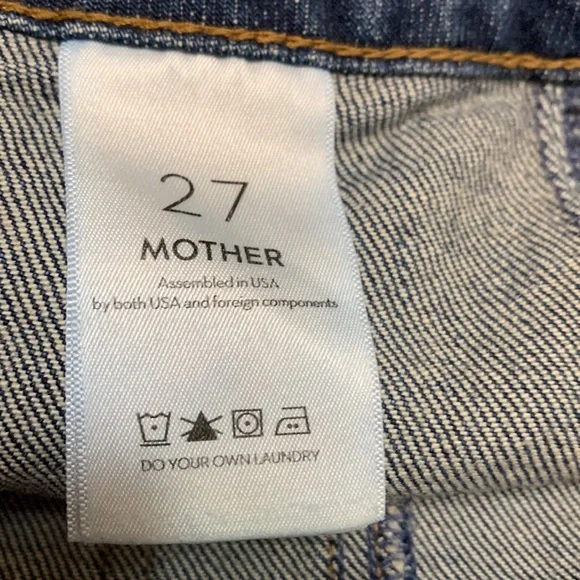 27
MOTHER
Assembled in USA
by both USA and foreign components
DO YOUR OWN LAUNDRY